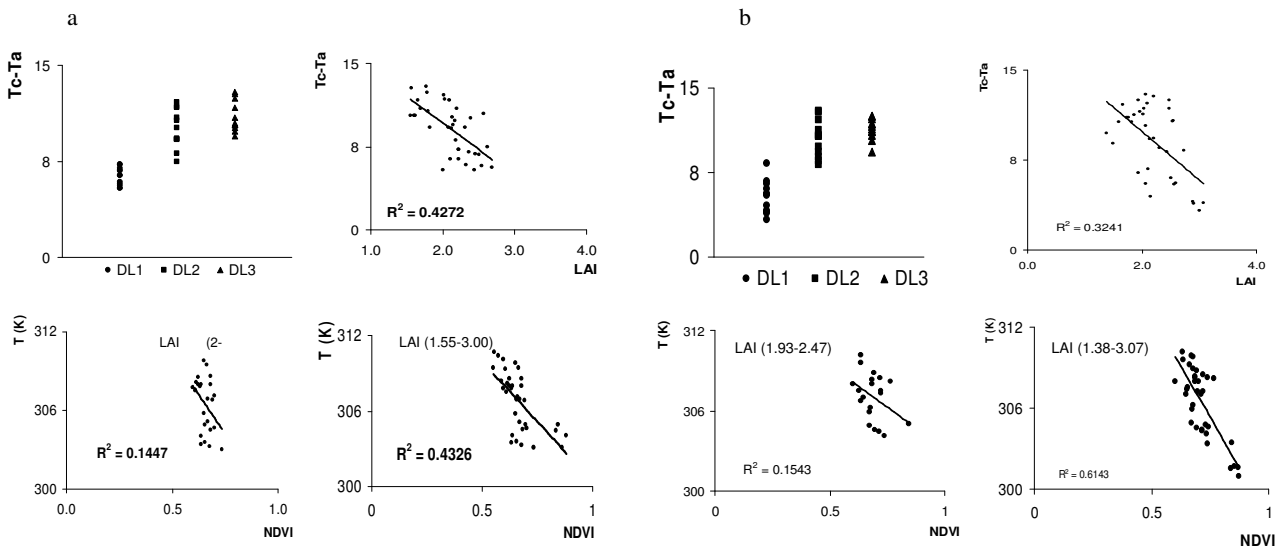 a
b
Tc-Ta
15
8
0
DL1 DL2 DL3
Tc-Ta
15
8
0
R² = 0.4272
1.0 2.0 3.0 4.0
LAI
Tc-Ta
15
8
0
DL1 DL2 DL3
Tc-Ta
15
8
0
R² = 0.3241
0.0 2.0 4.0
LAI
T (K)
312
306
300
LAI (2-
R² = 0.1447
0.0 0.5 1.0
NDVI
T (K)
312
306
300
LAI (1.55-3.00)
R² = 0.4326
0 0.5 1
NDVI
T (K)
312
306
300
LAI (1.93-2.47)
R² = 0.1543
0 0.5 1
NDVI
T (K)
312
306
300
LAI (1.38-3.07)
R² = 0.6143
0 0.5 1
NDVI